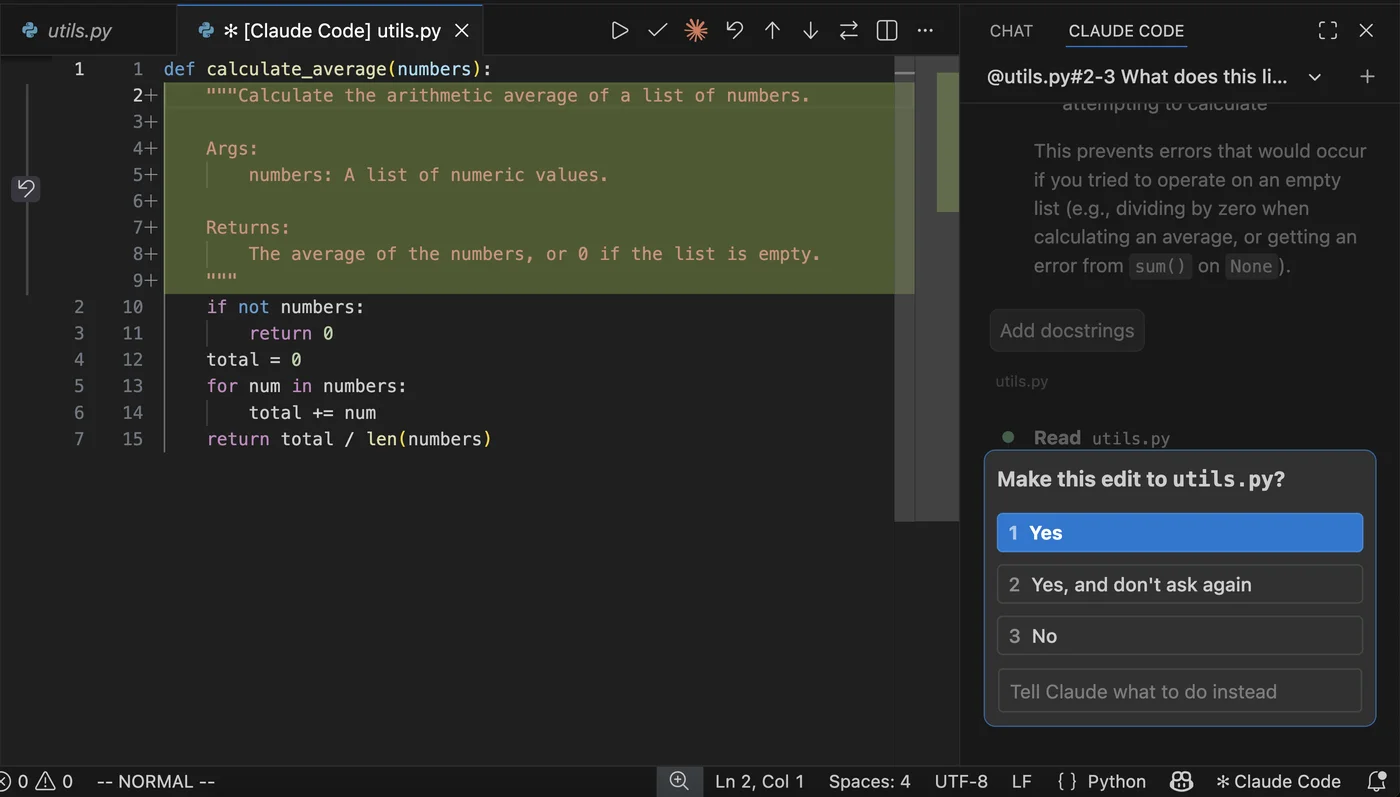 utils.py
✻ [Claude Code] utils.py
CHAT
CLAUDE CODE
@utils.py#2-3 What does this li...
1 1 def calculate_average(numbers):
2+ """Calculate the arithmetic average of a list of numbers.
3+
4+ Args:
5+ numbers: A list of numeric values.
6+
7+ Returns:
8+ The average of the numbers, or 0 if the list is empty.
9+ """
2 10 if not numbers:
3 11 return 0
4 12 total = 0
5 13 for num in numbers:
6 14 total += num
7 15 return total / len(numbers)
attempting to calculate
This prevents errors that would occur
if you tried to operate on an empty
list (e.g., dividing by zero when
calculating an average, or getting an
error from sum() on None).
Add docstrings
utils.py
Read utils.py
Make this edit to utils.py?
1 Yes
2 Yes, and don't ask again
3 No
Tell Claude what to do instead
0 0 -- NORMAL --
Ln 2, Col 1 Spaces: 4 UTF-8 LF { } Python ✻ Claude Code